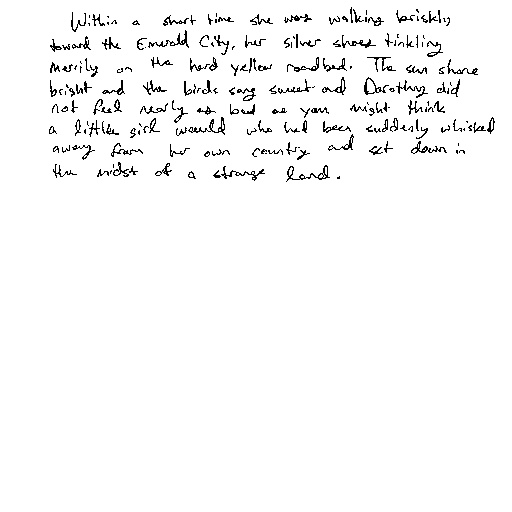 Within a short time she was walking briskly
toward the Emerald City, her silver shoes tinkling
merrily on the hard yellow roadbed. The sun shone
bright and the birds sang sweet and Dorothy did
not feel nearly as bad as you might think
a little girl would who had been suddenly whisked
away from her own country and set down in
the midst of a strange land.